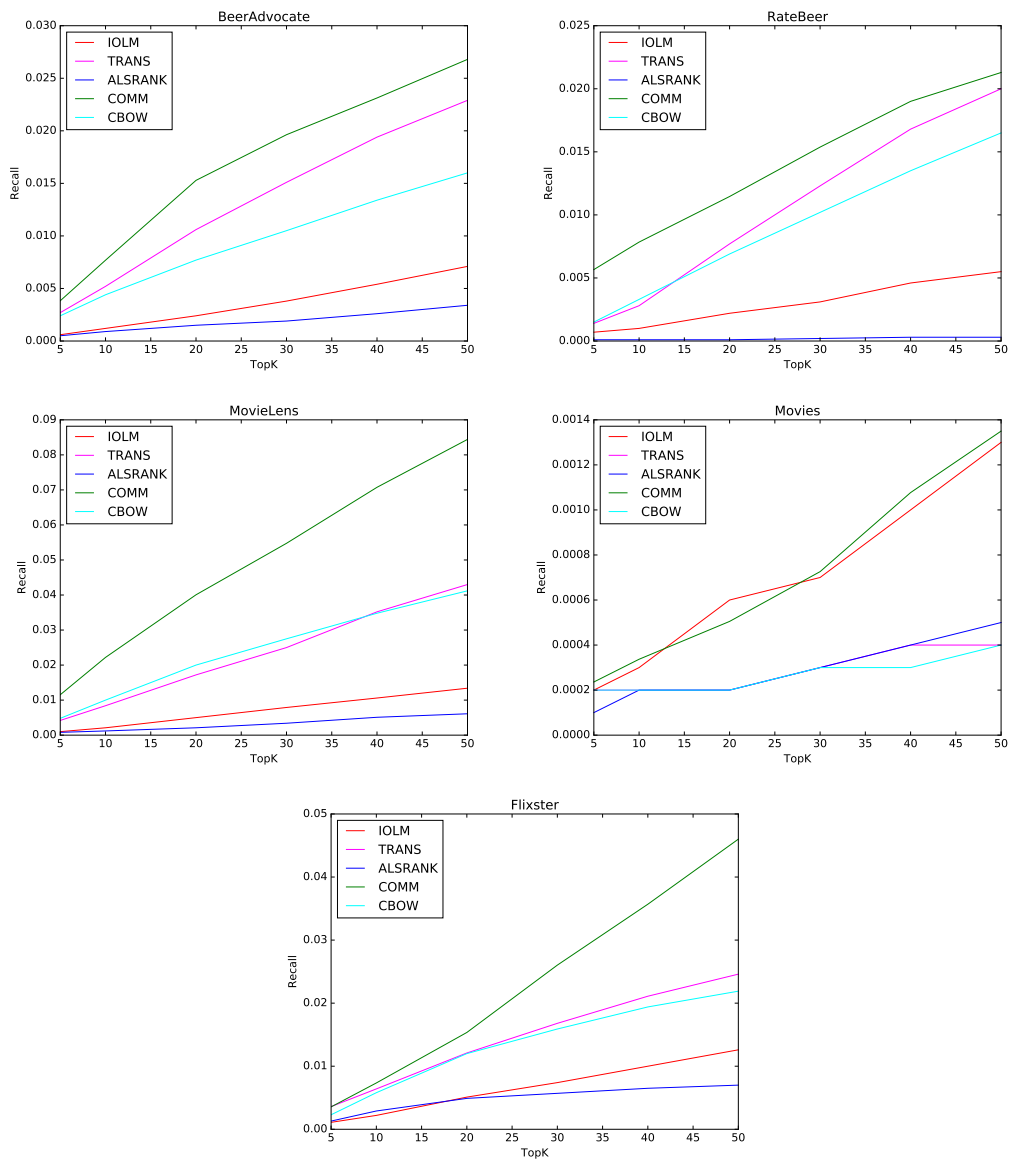 BeerAdvocate
0.030
0.025
0.020
0.015
0.010
0.005
0.000
Recall
IOLM
TRANS
ALSRANK
COMM
CBOW
5 10 15 20 25 30 35 40 45 50
TopK
RateBeer
0.025
0.020
0.015
0.010
0.005
0.000
Recall
IOLM
TRANS
ALSRANK
COMM
CBOW
5 10 15 20 25 30 35 40 45 50
TopK
MovieLens
0.09
0.08
0.07
0.06
0.05
0.04
0.03
0.02
0.01
0.00
Recall
IOLM
TRANS
ALSRANK
COMM
CBOW
5 10 15 20 25 30 35 40 45 50
TopK
Movies
0.0014
0.0012
0.0010
0.0008
0.0006
0.0004
0.0002
0.0000
Recall
IOLM
TRANS
ALSRANK
COMM
CBOW
5 10 15 20 25 30 35 40 45 50
TopK
Flixster
0.05
0.04
0.03
0.02
0.01
0.00
Recall
IOLM
TRANS
ALSRANK
COMM
CBOW
5 10 15 20 25 30 35 40 45 50
TopK